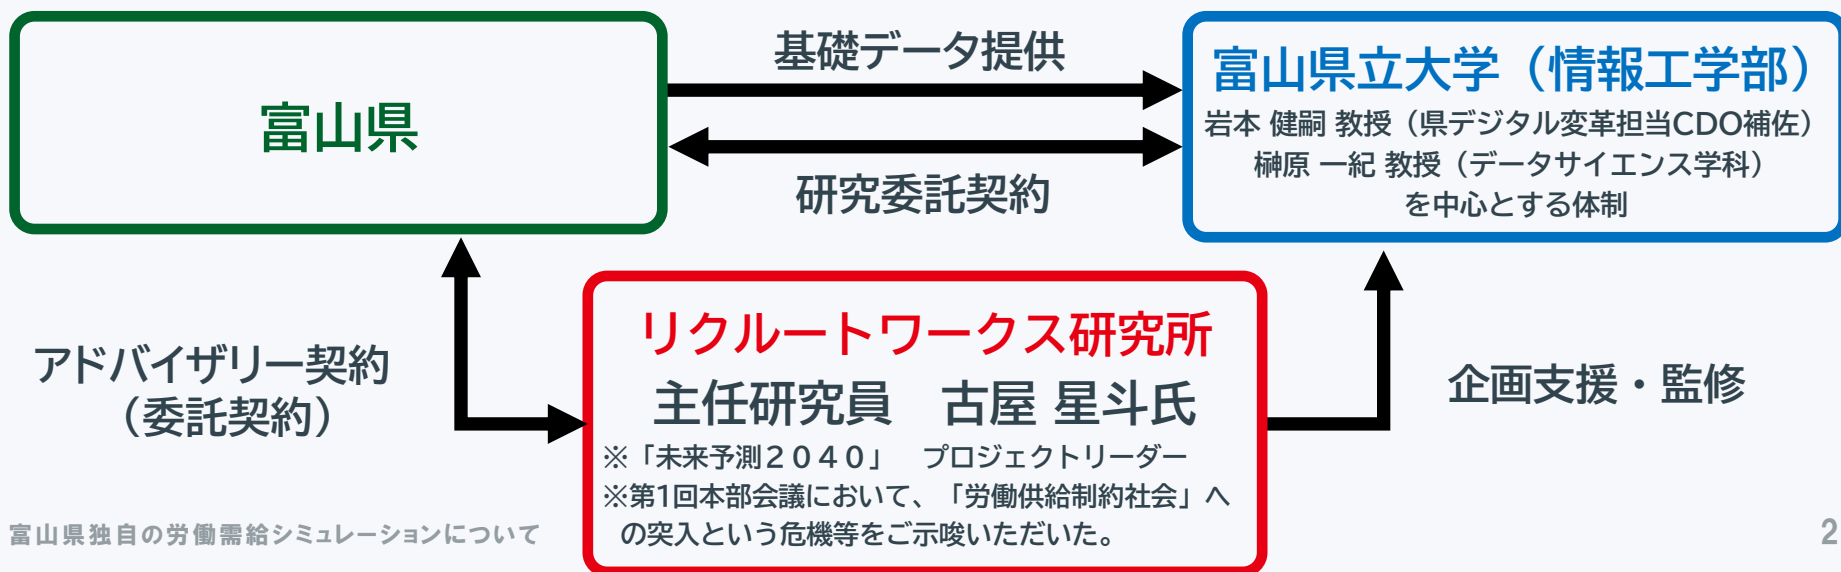 富山県
基礎データ提供
研究委託契約
富山県立大学（情報工学部）
岩本 健嗣 教授（県デジタル変革担当CDO補佐）
榊原 一紀 教授（データサイエンス学科）
を中心とする体制
アドバイザリー契約
（委託契約）
リクルートワークス研究所
主任研究員　古屋 星斗氏
※「未来予測２０４０」　プロジェクトリーダー
※第1回本部会議において、「労働供給制約社会」へ
の突入という危機等をご示唆いただいた。
企画支援・監修
富山県独自の労働需給シミュレーションについて
2